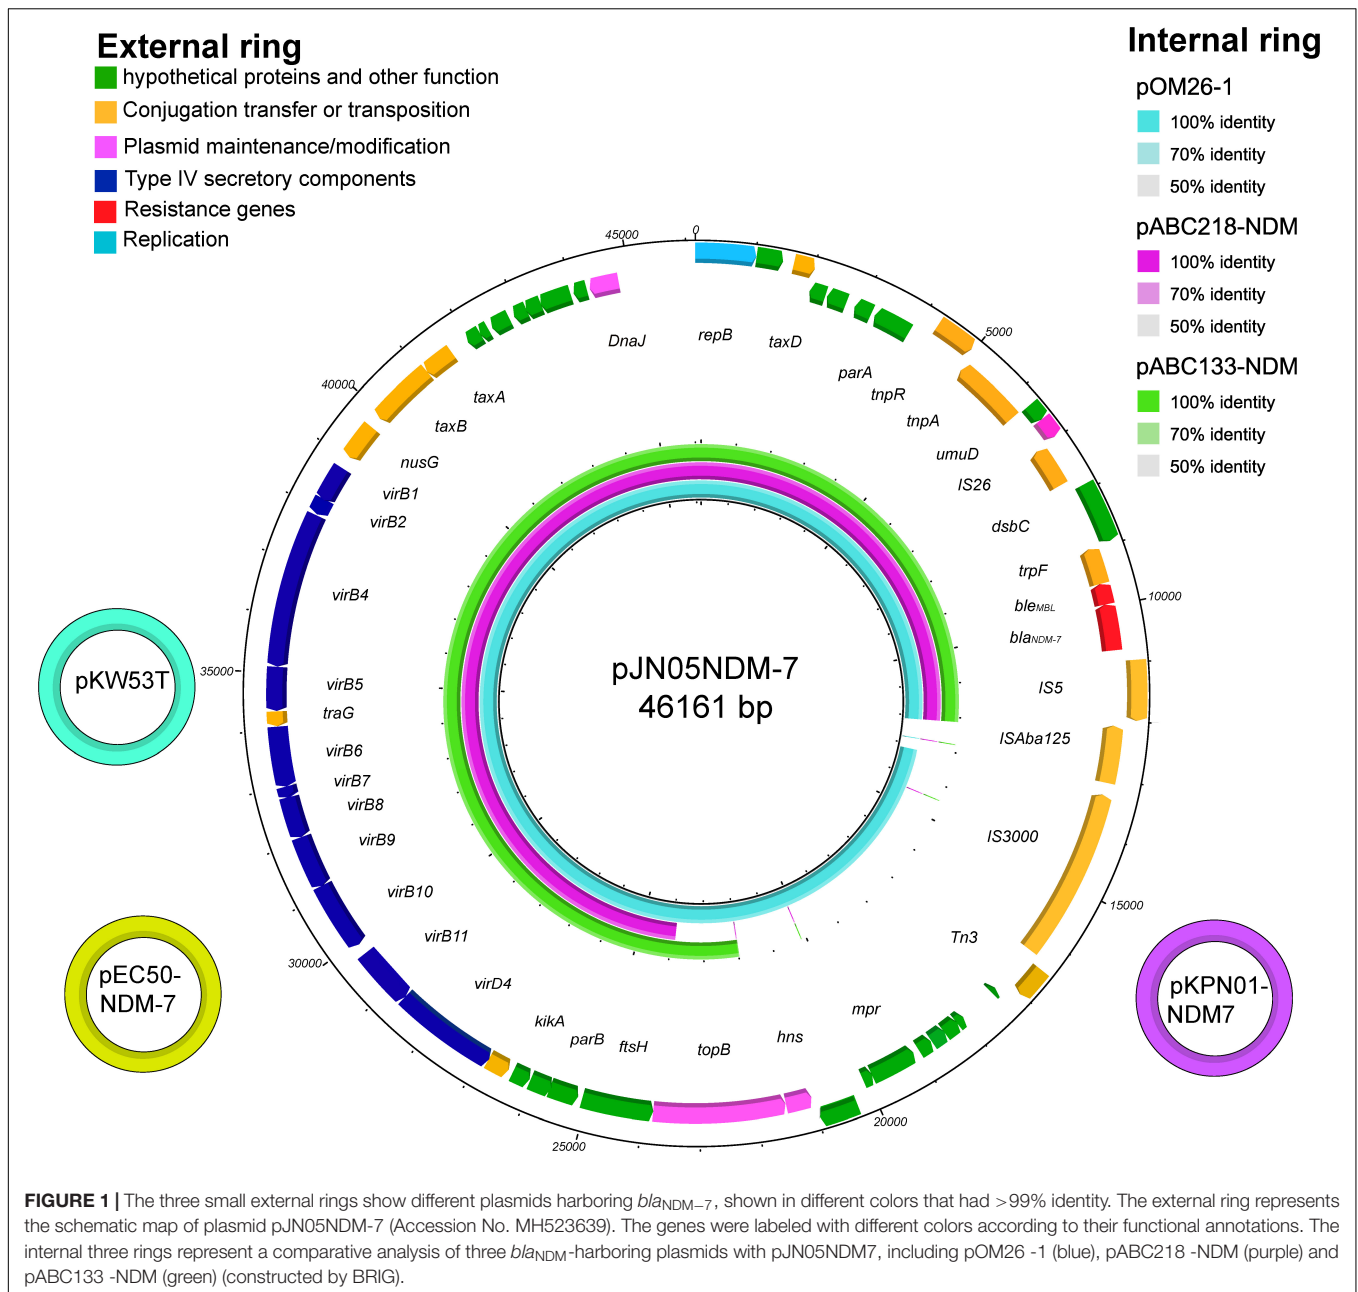 External ring
hypothetical proteins and other function
Conjugation transfer or transposition
Plasmid maintenance/modification
Type IV secretory components
Resistance genes
Replication
Internal ring
pOM26-1
100% identity
70% identity
50% identity
pABC218-NDM
100% identity
70% identity
50% identity
pABC133-NDM
100% identity
70% identity
50% identity
0
5000
10000
15000
20000
25000
30000
35000
40000
45000
repB
taxD
parA
tnpR
tnpA
umuD
IS26
dsbC
trpF
bleMBL
blaNDM-7
IS5
ISAba125
IS3000
Tn3
mpr
hns
topB
ftsH
parB
kikA
virD4
virB11
virB10
virB9
virB8
virB7
virB6
traG
virB5
virB4
virB2
virB1
nusG
taxB
taxA
DnaJ
pJN05NDM-7
46161 bp
pKW53T
pEC50-
NDM-7
pKPN01-
NDM7
FIGURE 1 | The three small external rings show different plasmids harboring blaNDM−7, shown in different colors that had >99% identity. The external ring represents
the schematic map of plasmid pJN05NDM-7 (Accession No. MH523639). The genes were labeled with different colors according to their functional annotations. The
internal three rings represent a comparative analysis of three blaNDM-harboring plasmids with pJN05NDM7, including pOM26 -1 (blue), pABC218 -NDM (purple) and
pABC133 -NDM (green) (constructed by BRIG).